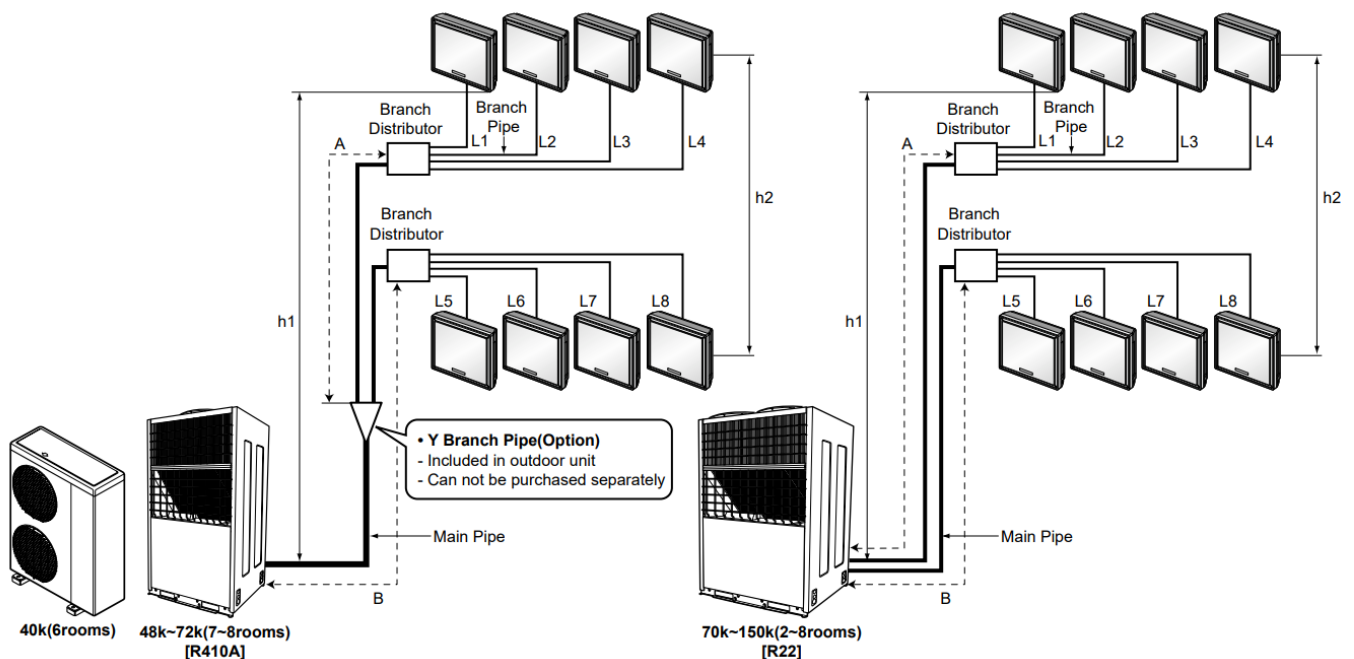 Branch
Distributor
Branch
Pipe
A
L1
L2
L3
L4
h2
Branch
Distributor
L5
L6
L7
L8
h1
• Y Branch Pipe(Option)
- Included in outdoor unit
- Can not be purchased separately
Main Pipe
B
40k(6rooms)
48k~72k(7~8rooms)
[R410A]
Branch
Distributor
Branch
Pipe
A
L1
L2
L3
L4
h2
Branch
Distributor
L5
L6
L7
L8
h1
Main Pipe
B
70k~150k(2~8rooms)
[R22]